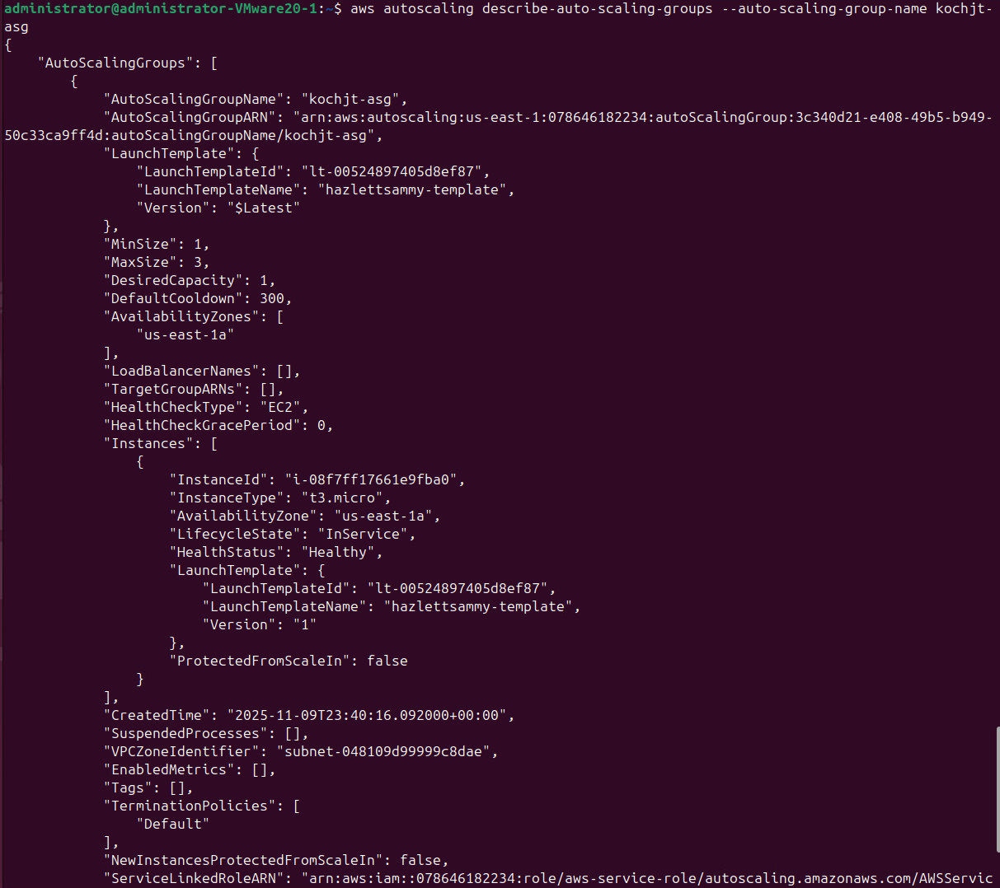 administrator@administrator-VMware20-1:~$ aws autoscaling describe-auto-scaling-groups --auto-scaling-group-name kochjt-
asg
{
    "AutoScalingGroups": [
        {
            "AutoScalingGroupName": "kochjt-asg",
            "AutoScalingGroupARN": "arn:aws:autoscaling:us-east-1:078646182234:autoScalingGroup:3c340d21-e408-49b5-b949-
50c33ca9ff4d:autoScalingGroupName/kochjt-asg",
            "LaunchTemplate": {
                "LaunchTemplateId": "lt-00524897405d8ef87",
                "LaunchTemplateName": "hazlettsammy-template",
                "Version": "$Latest"
            },
            "MinSize": 1,
            "MaxSize": 3,
            "DesiredCapacity": 1,
            "DefaultCooldown": 300,
            "AvailabilityZones": [
                "us-east-1a"
            ],
            "LoadBalancerNames": [],
            "TargetGroupARNs": [],
            "HealthCheckType": "EC2",
            "HealthCheckGracePeriod": 0,
            "Instances": [
                {
                    "InstanceId": "i-08f7ff17661e9fba0",
                    "InstanceType": "t3.micro",
                    "AvailabilityZone": "us-east-1a",
                    "LifecycleState": "InService",
                    "HealthStatus": "Healthy",
                    "LaunchTemplate": {
                        "LaunchTemplateId": "lt-00524897405d8ef87",
                        "LaunchTemplateName": "hazlettsammy-template",
                        "Version": "1"
                    },
                    "ProtectedFromScaleIn": false
                }
            ],
            "CreatedTime": "2025-11-09T23:40:16.092000+00:00",
            "SuspendedProcesses": [],
            "VPCZoneIdentifier": "subnet-048109d99999c8dae",
            "EnabledMetrics": [],
            "Tags": [],
            "TerminationPolicies": [
                "Default"
            ],
            "NewInstancesProtectedFromScaleIn": false,
            "ServiceLinkedRoleARN": "arn:aws:iam::078646182234:role/aws-service-role/autoscaling.amazonaws.com/AWSServic